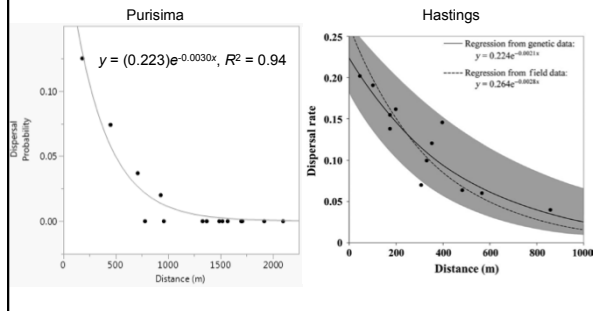 Purisima
y = (0.223)e^-0.0030x, R² = 0.94
0.10
0.05
0.00
Dispersal
Probability
0 500 1000 1500 2000
Distance (m)
Hastings
Regression from genetic data:
y = 0.224e^−0.0021x
Regression from field data:
y = 0.264e^−0.0028x
0.25
0.20
0.15
0.10
0.05
0
Dispersal rate
0 200 400 600 800 1000
Distance (m)